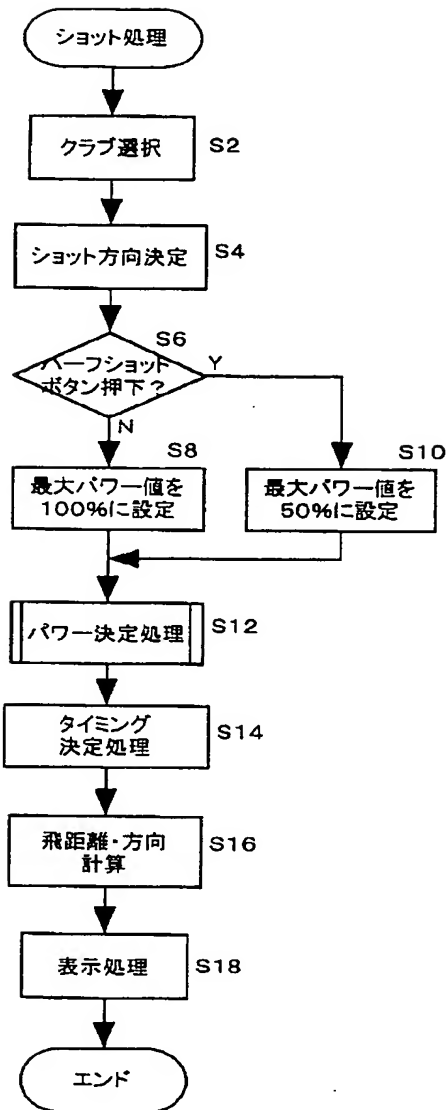 ショット処理
クラブ選択
S2
ショット方向決定
S4
S6
ハーフショット
ボタン押下?
Y
N
S8
最大パワー値を
100%に設定
S10
最大パワー値を
50%に設定
パワー決定処理
S12
タイミング
決定処理
S14
飛距離・方向
計算
S16
表示処理
S18
エンド